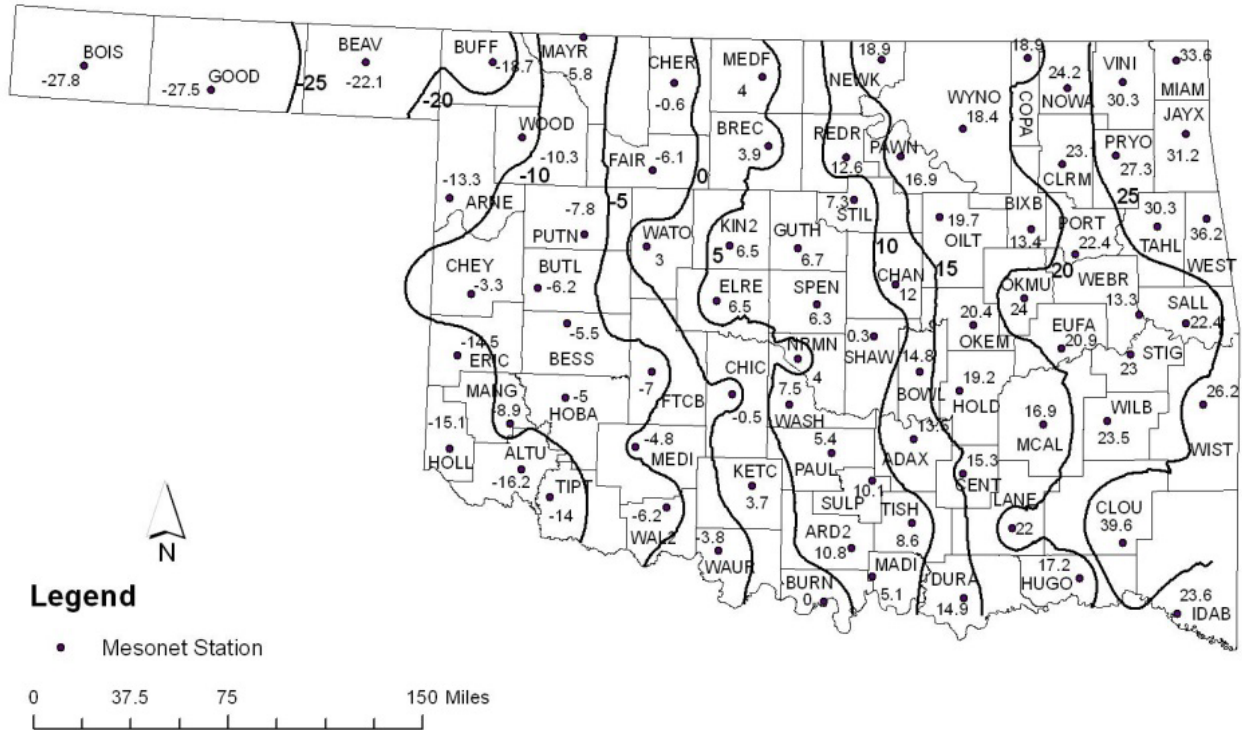 BOIS
-27.8
GOOD
-27.5
-25
BEAV
-22.1
BUFF
-18.7
-20
MAYR
-5.8
CHER
-0.6
MEDF
4
18.9
NEWK
18.9
COPA
24.2
NOWA
VINI
30.3
33.6
MIAM
WYNO
18.4
JAYX
31.2
WOOD
-10.3
-10
FAIR
-6.1
0
BREC
3.9
REDR
12.6
PAWN
16.9
23.
CLRM
PRYO
27.3
25
-13.3
ARNE
-7.8
PUTN
-5
WATO
3
KIN2
5
6.5
GUTH
6.7
7.3
STIL
10
19.7
OILT
15
BIXB
13.4
PORT
22.4
20
30.3
TAHL
36.2
WEST
CHEY
-3.3
BUTL
-6.2
ELRE
6.5
SPEN
6.3
CHAN
12
OKMU
24
WEBR
13.3
SALL
22.4
-14.5
ERIC
-5.5
BESS
NRMN
4
0.3
SHAW
20.4
OKEM
EUFA
20.9
STIG
23
MANG
-8.9
-5
HOBA
-7
FTCB
CHIC
-0.5
7.5
WASH
14.8
BOWL
19.2
HOLD
16.9
MCAL
WILB
23.5
26.2
WIST
-15.1
HOLL
ALTU
-16.2
-4.8
MEDI
5.4
PAUL
13.5
ADAX
15.3
CENT
TIPT
-14
-6.2
WAL2
KETC
3.7
10.1
SULP
TISH
8.6
LANE
22
CLOU
39.6
-3.8
WAUR
ARD2
10.8
BURN
0
MADI
5.1
DURA
14.9
17.2
HUGO
23.6
IDAB
N
Legend
Mesonet Station
0 37.5 75 150 Miles